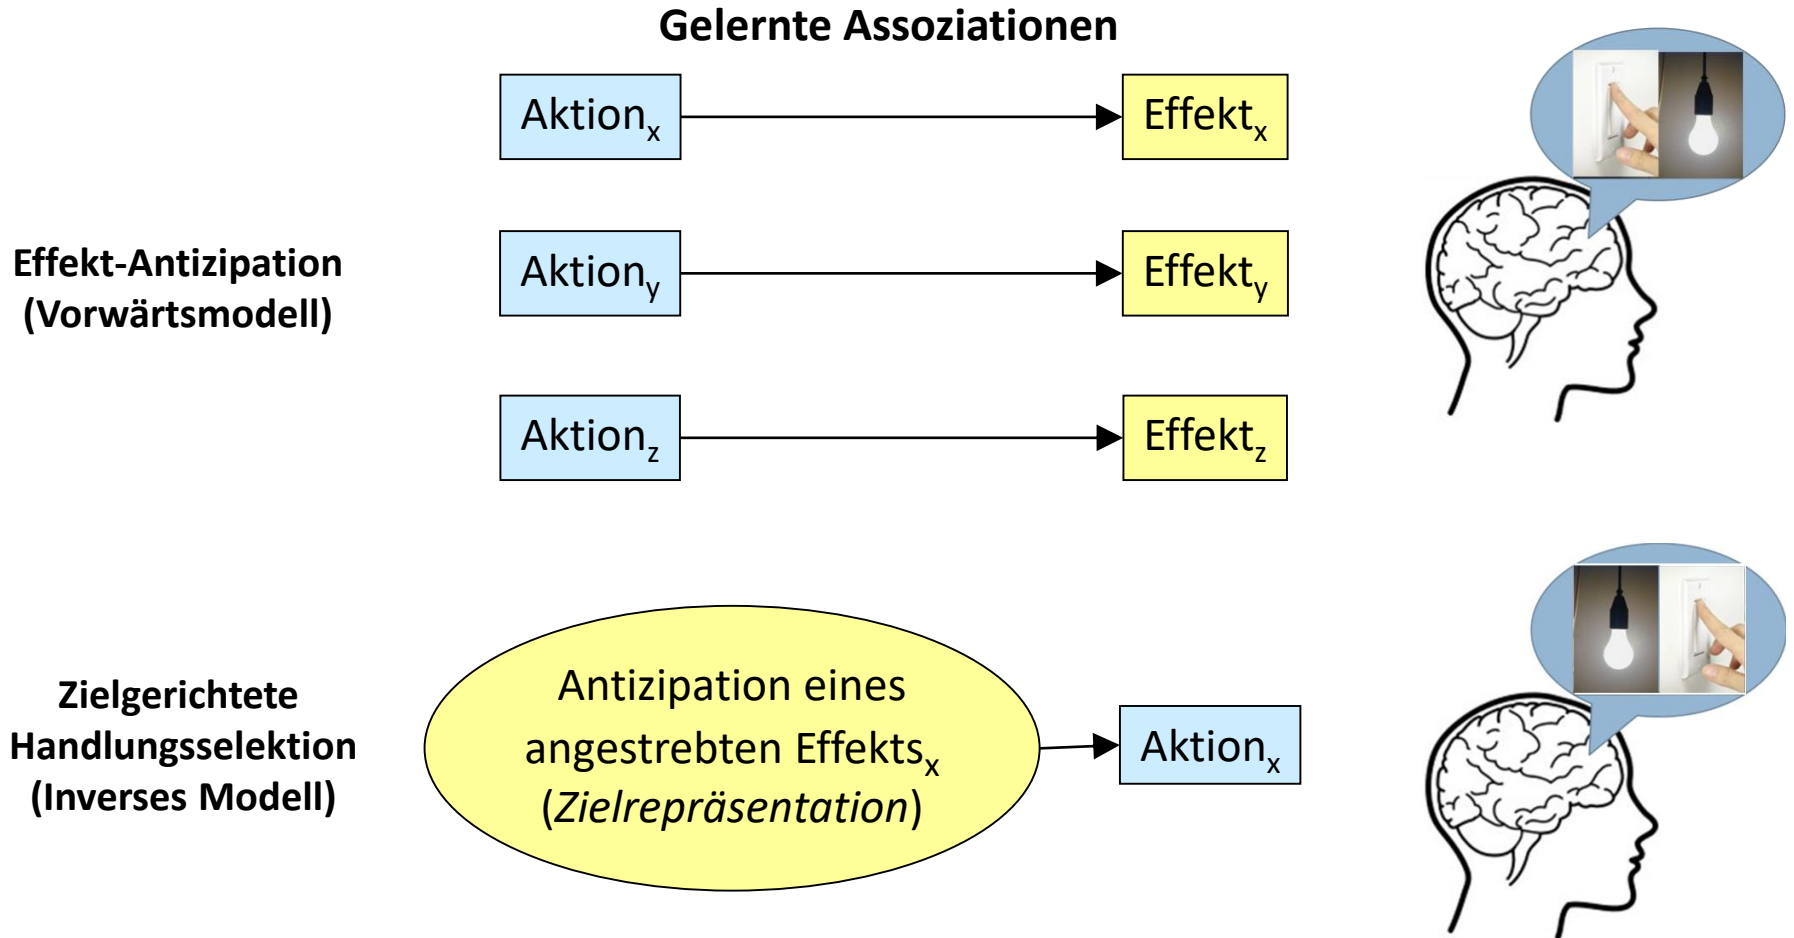 Gelernte Assoziationen
Aktionx
Effektx
Effekt-Antizipation
(Vorwärtsmodell)
Aktiony
Effekty
Aktionz
Effektz
Zielgerichtete
Handlungsselektion
(Inverses Modell)
Antizipation eines
angestrebten Effektsx
(Zielrepräsentation)
Aktionx